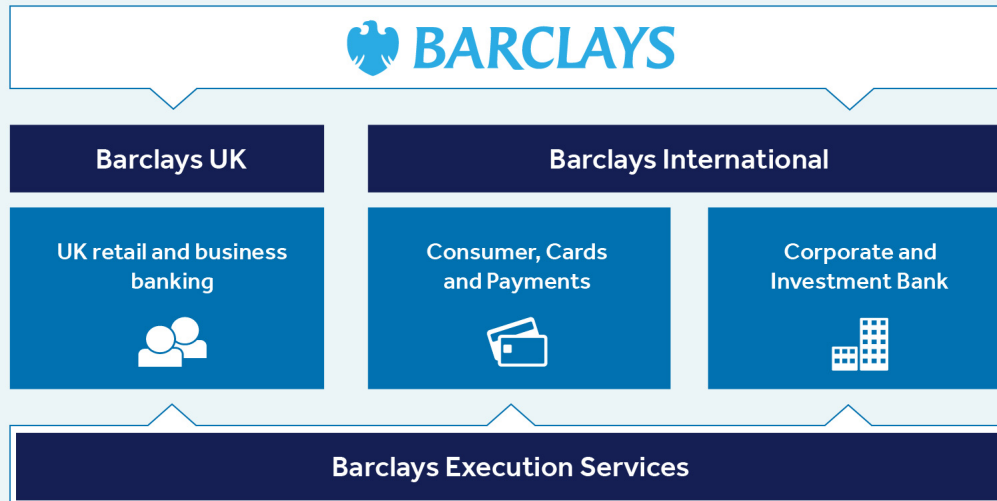 BARCLAYS
Barclays UK
Barclays International
UK retail and business
banking
Consumer, Cards
and Payments
Corporate and
Investment Bank
Barclays Execution Services